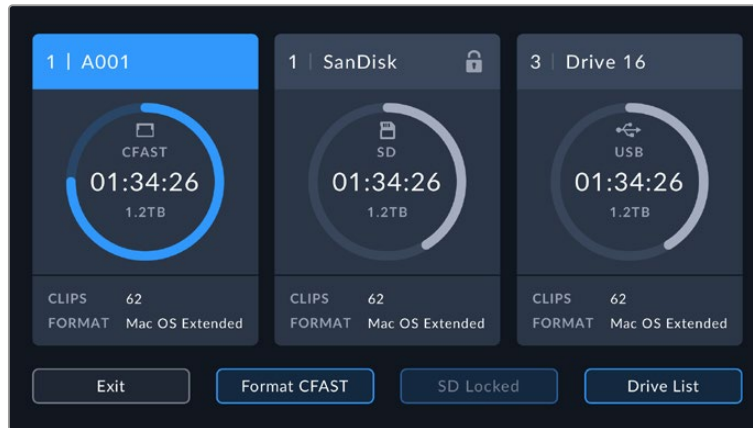 1 | A001
CFAST
01:34:26
1.2TB
CLIPS 62
FORMAT Mac OS Extended
1 | SanDisk
SD
01:34:26
1.2TB
CLIPS 62
FORMAT Mac OS Extended
3 | Drive 16
USB
01:34:26
1.2TB
CLIPS 62
FORMAT Mac OS Extended
Exit
Format CFAST
SD Locked
Drive List